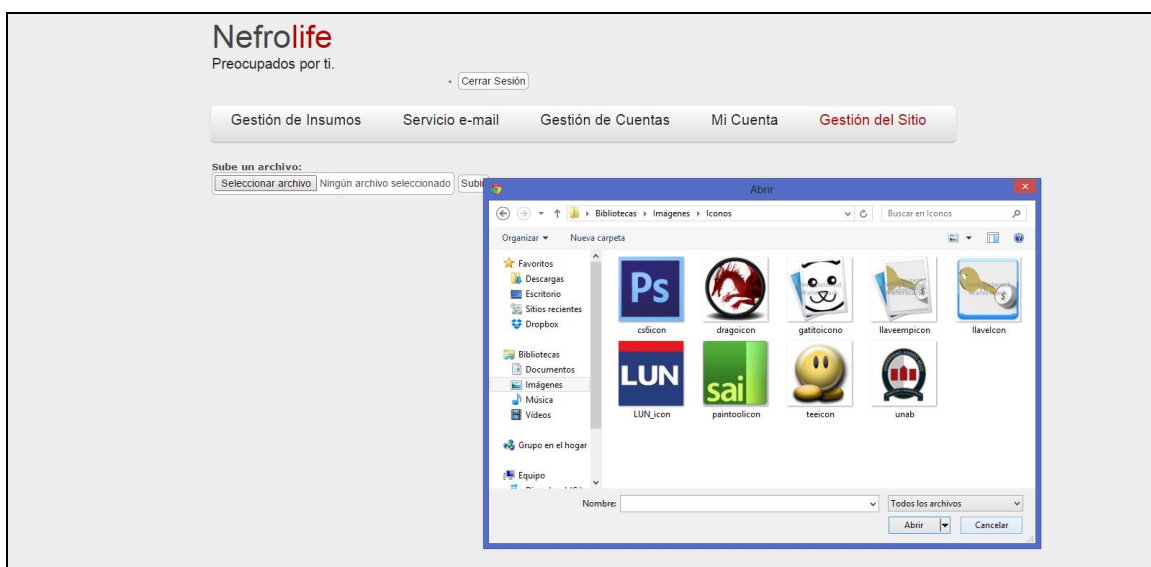 Nefrolife
Preocupados por ti.
Cerrar Sesión
Gestión de Insumos Servicio e-mail Gestión de Cuentas Mi Cuenta Gestión del Sitio
Sube un archivo:
Seleccionar archivo Ningún archivo seleccionado Subir
Abrir
Bibliotecas Imágenes Iconos
Buscar en Iconos
Organizar Nueva carpeta
Favoritos
Descargas
Escritorio
Sitios recientes
Dropbox
Bibliotecas
Documentos
Imágenes
Música
Vídeos
Grupo en el hogar
Equipo
Ps
cs6icon dragoicon gatitoicono llaveempicon llaveIcon
LUN sai
LUN_icon paintoolicon teeicon unab
Nombre:
Todos los archivos
Abrir Cancelar